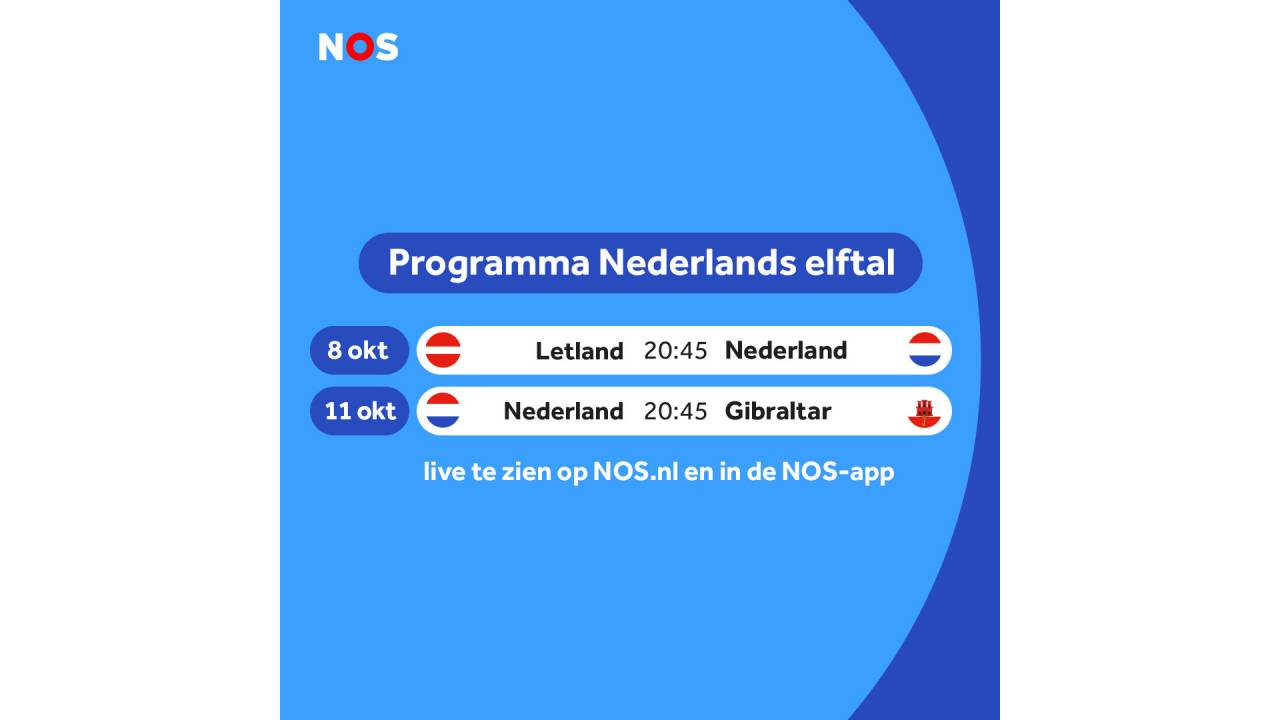 NOS
Programma Nederlands elftal
8 okt Letland 20:45 Nederland
11 okt Nederland 20:45 Gibraltar
live te zien op NOS.nl en in de NOS-app